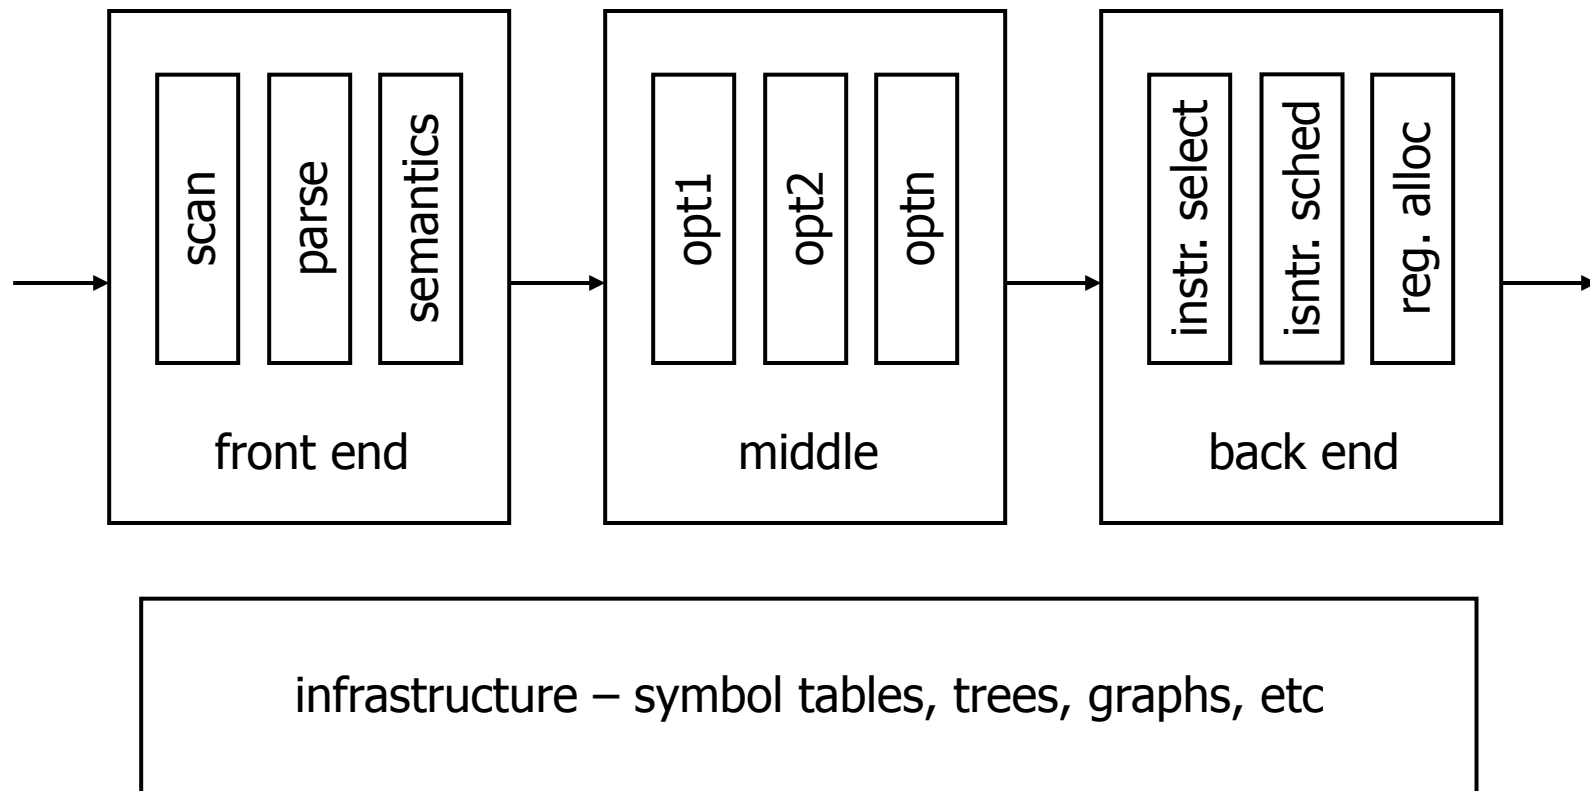 scan
parse
semantics
front end
opt1
opt2
optn
middle
instr. select
isntr. sched
reg. alloc
back end
infrastructure – symbol tables, trees, graphs, etc